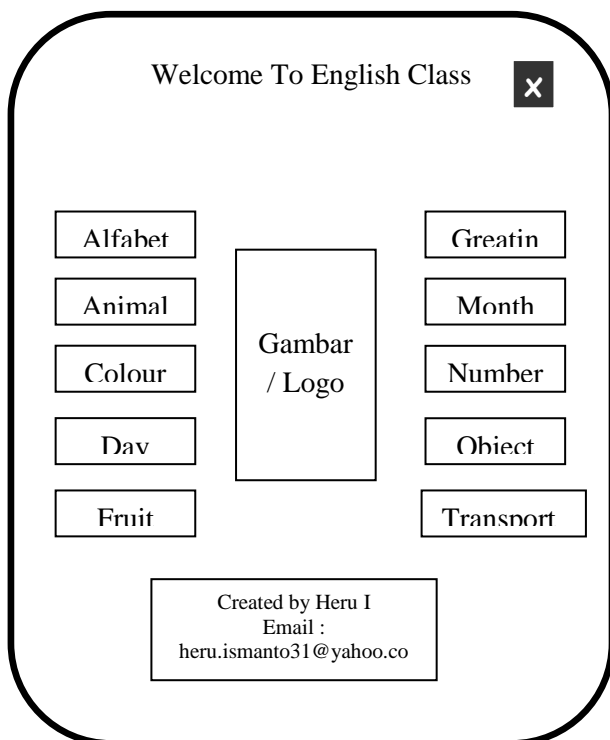 Welcome To English Class
x
Alfabet
Greatin
Animal
Month
Gambar
/ Logo
Colour
Number
Day
Object
Fruit
Transport
Created by Heru I
Email :
heru.ismanto31@yahoo.co